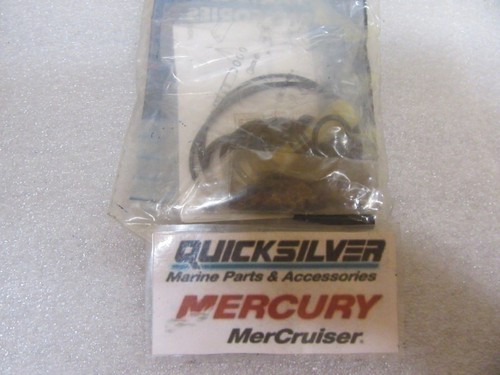 QUICKSILVER
Marine Parts & Accessories
MERCURY
MerCruiser.